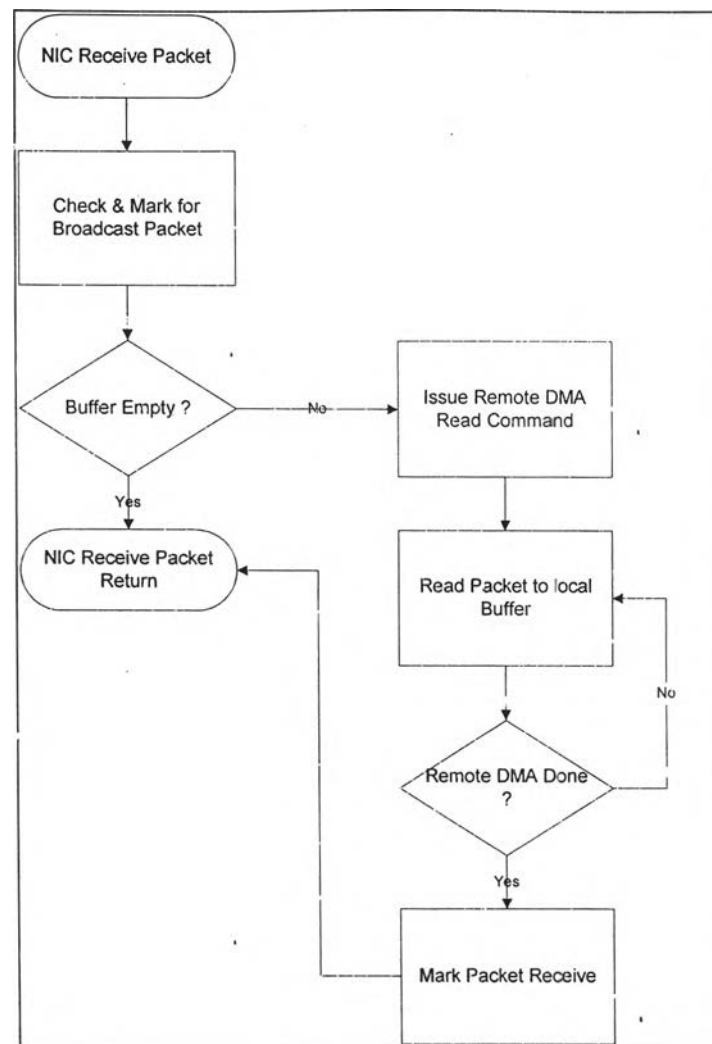 NIC Receive Packet
Check & Mark for
Broadcast Packet
Buffer Empty ?
No
Issue Remote DMA
Read Command
Yes
NIC Receive Packet
Return
Read Packet to local
Buffer
No
Remote DMA Done
?
Yes
Mark Packet Receive